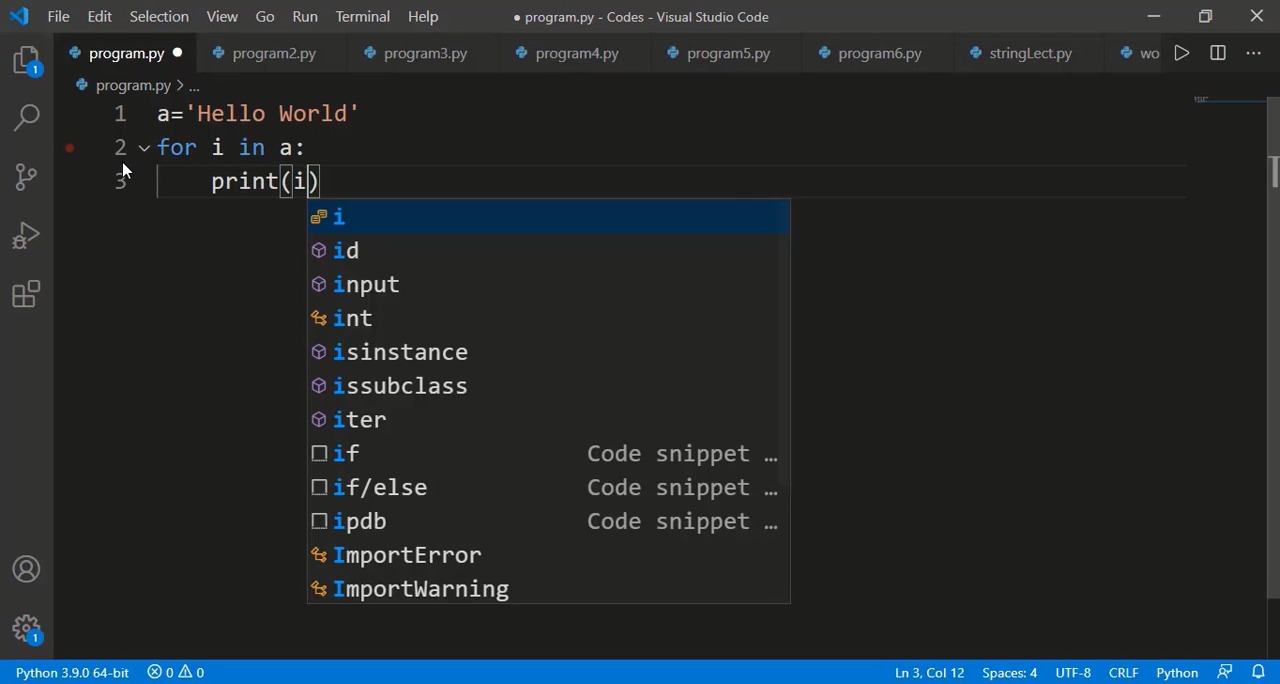 File Edit Selection View Go Run Terminal Help ● program.py - Codes - Visual Studio Code
program.py ● program2.py program3.py program4.py program5.py program6.py stringLect.py wo
program.py > ...
1 a='Hello World'
2 for i in a:
3 print(i)
i
id
input
int
isinstance
issubclass
iter
if Code snippet …
if/else Code snippet …
ipdb Code snippet …
ImportError
ImportWarning
1
1
Python 3.9.0 64-bit 0 0 Ln 3, Col 12 Spaces: 4 UTF-8 CRLF Python